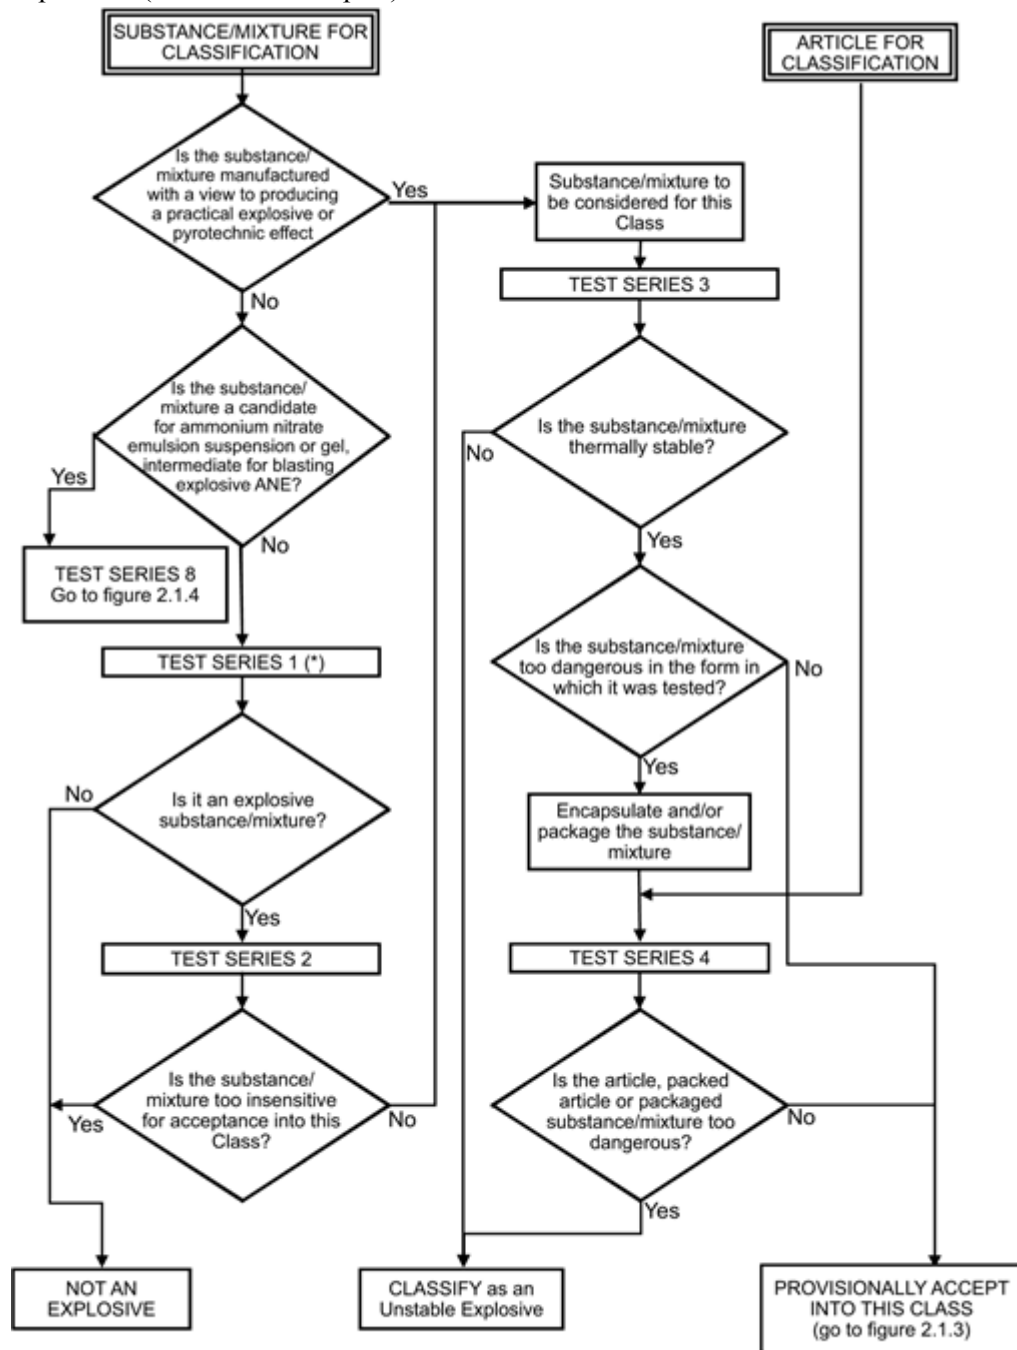 SUBSTANCE/MIXTURE FOR
CLASSIFICATION
ARTICLE FOR
CLASSIFICATION
Is the substance/
mixture manufactured
with a view to producing
a practical explosive or
pyrotechnic effect
Yes
No
Substance/mixture to
be considered for this
Class
TEST SERIES 3
Is the substance/
mixture a candidate
for ammonium nitrate
emulsion suspension or gel,
intermediate for blasting
explosive ANE?
Yes
No
TEST SERIES 8
Go to figure 2.1.4
Is the substance/mixture
thermally stable?
No
Yes
TEST SERIES 1 (*)
Is the substance/mixture
too dangerous in the form in
which it was tested?
No
Yes
Is it an explosive
substance/mixture?
No
Yes
Encapsulate and/or
package the substance/
mixture
TEST SERIES 2
TEST SERIES 4
Is the substance/
mixture too insensitive
for acceptance into this
Class?
Yes
No
Is the article, packed
article or packaged
substance/mixture too
dangerous?
No
Yes
NOT AN
EXPLOSIVE
CLASSIFY as an
Unstable Explosive
PROVISIONALLY ACCEPT
INTO THIS CLASS
(go to figure 2.1.3)